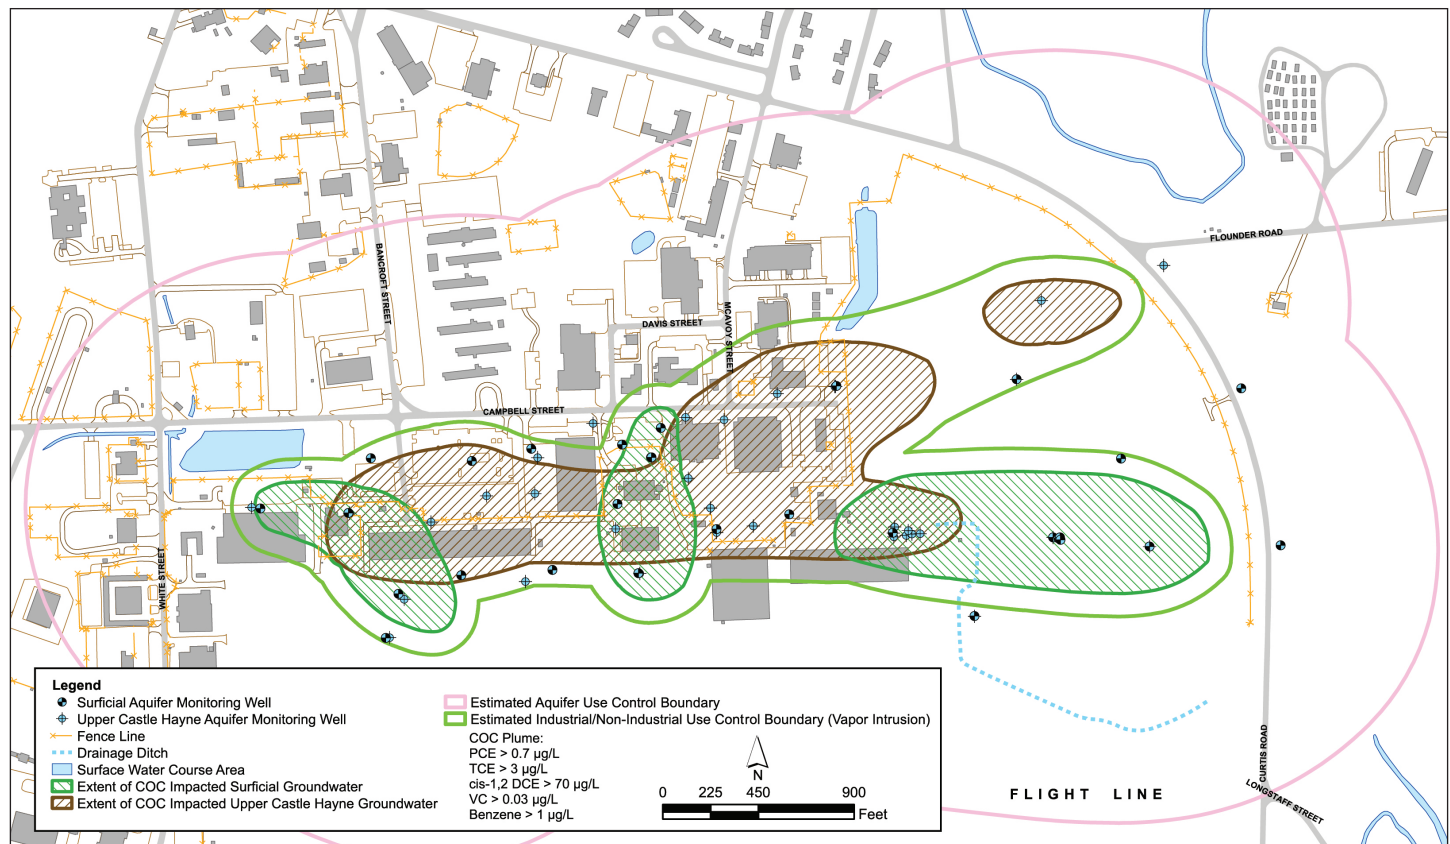 FLOUNDER ROAD
BANCROFT STREET
DAVIS STREET
MCAVOY STREET
CAMPBELL STREET
WHITE STREET
CURTIS ROAD
LONGSTAFF STREET
FLIGHT LINE
Legend
Surficial Aquifer Monitoring Well
Upper Castle Hayne Aquifer Monitoring Well
Fence Line
Drainage Ditch
Surface Water Course Area
Extent of COC Impacted Surficial Groundwater
Extent of COC Impacted Upper Castle Hayne Groundwater
Estimated Aquifer Use Control Boundary
Estimated Industrial/Non-Industrial Use Control Boundary (Vapor Intrusion)
COC Plume:
PCE > 0.7 µg/L
TCE > 3 µg/L
cis-1,2 DCE > 70 µg/L
VC > 0.03 µg/L
Benzene > 1 µg/L
N
0 225 450 900
Feet